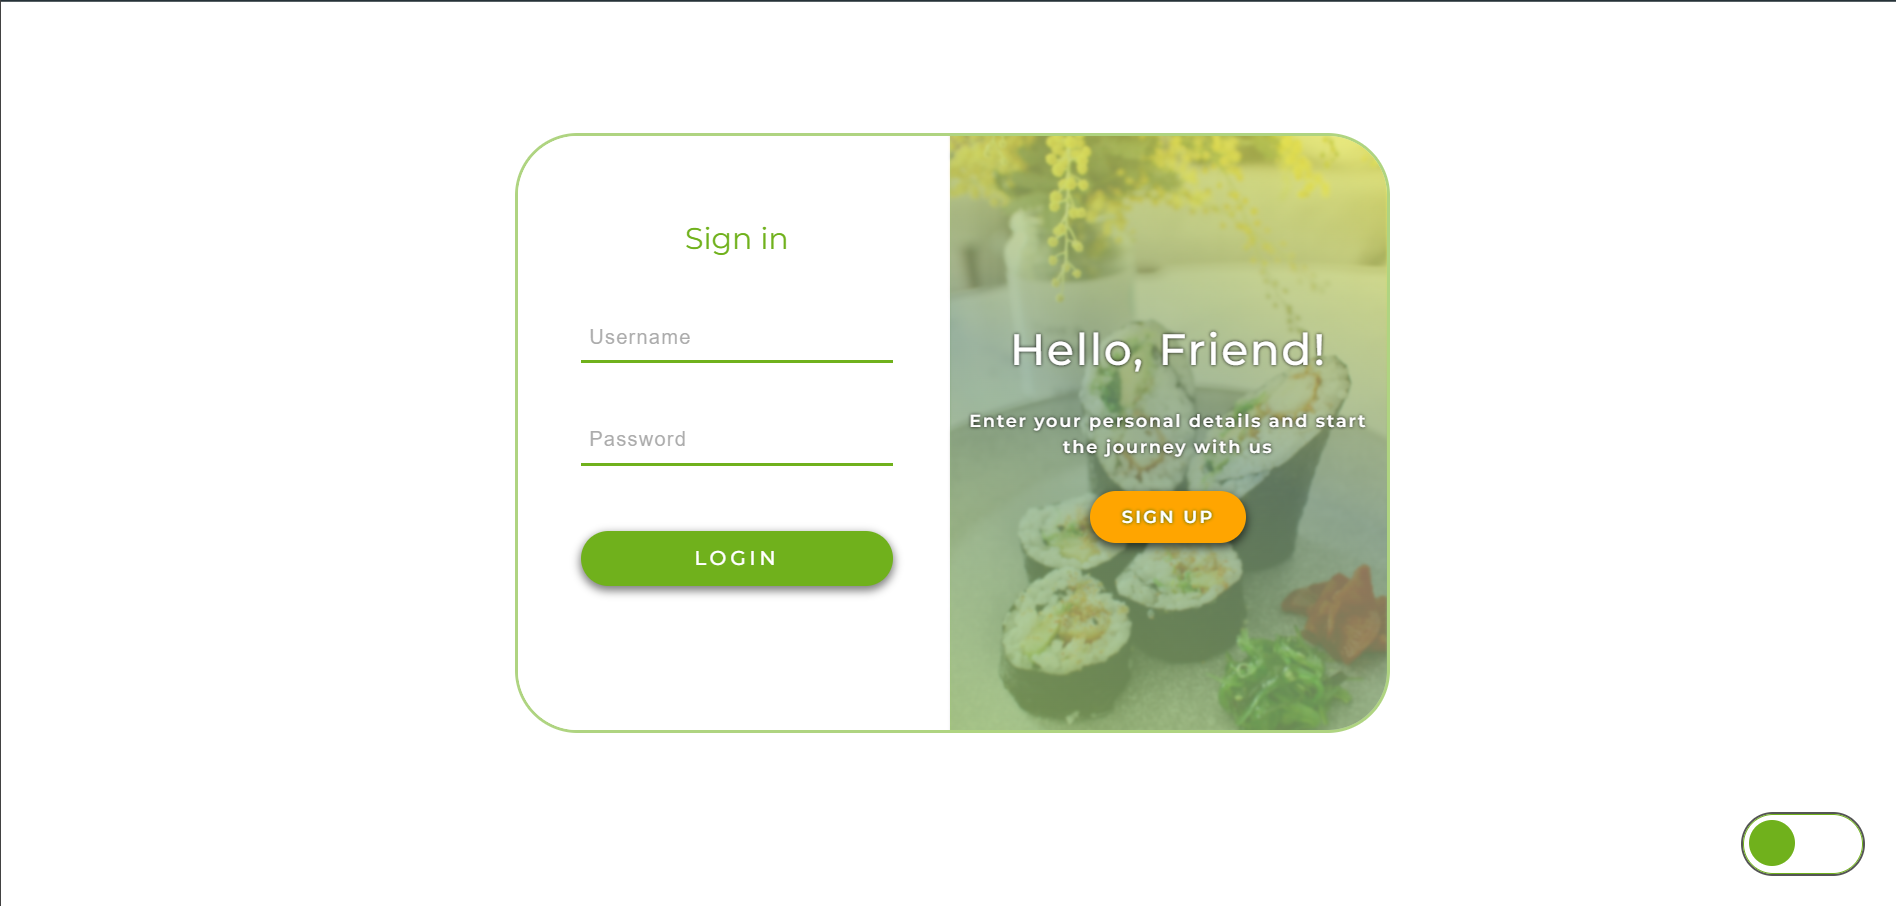 Sign in
Username
Password
LOGIN
Hello, Friend!
Enter your personal details and start
the journey with us
SIGN UP